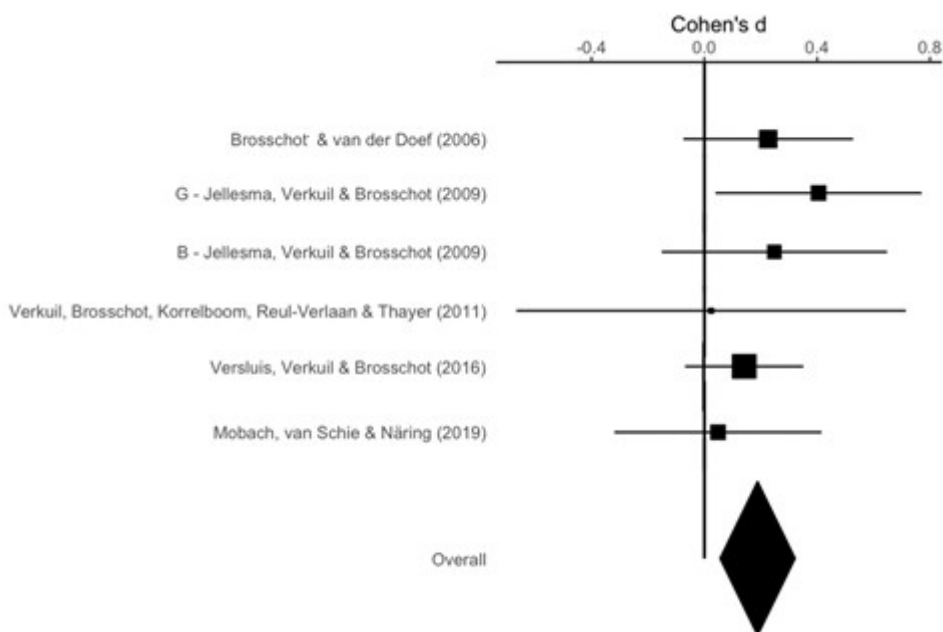 Cohen's d
-0.4 0.0 0.4 0.8
Brosschot & van der Doef (2006)
G - Jellesma, Verkuil & Brosschot (2009)
B - Jellesma, Verkuil & Brosschot (2009)
Verkuil, Brosschot, Korrelboom, Reul-Verlaan & Thayer (2011)
Versluis, Verkuil & Brosschot (2016)
Mobach, van Schie & Näring (2019)
Overall